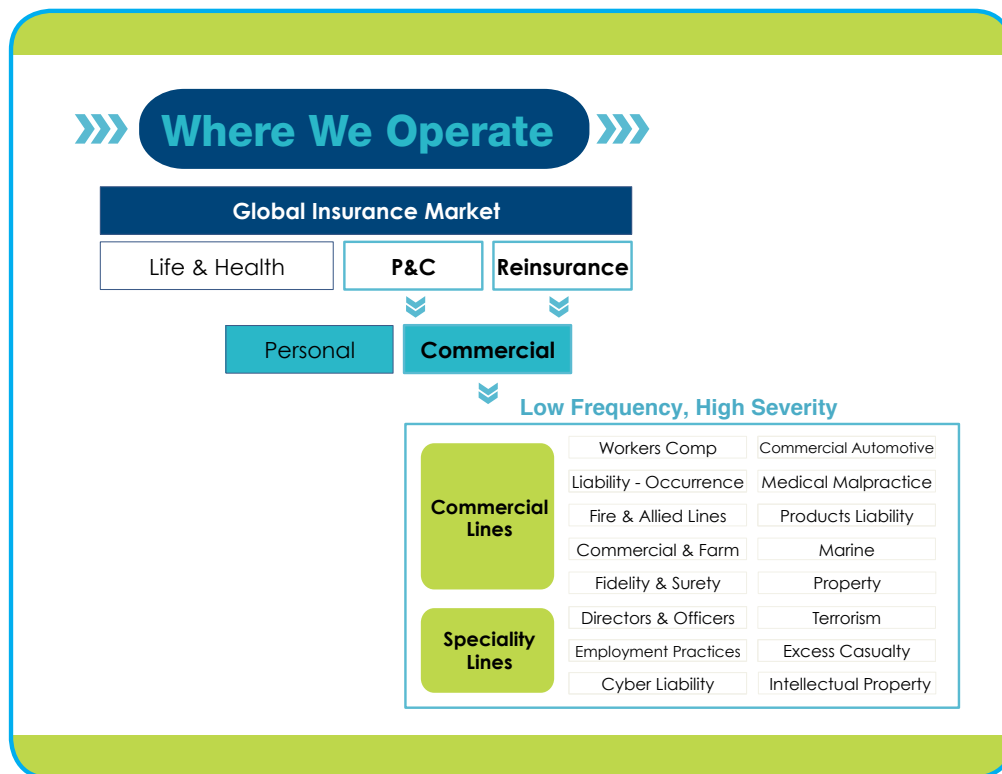 Where We Operate
Global Insurance Market
Life & Health
P&C
Reinsurance
Personal
Commercial
Low Frequency, High Severity
Commercial
Lines
Workers Comp
Commercial Automotive
Liability - Occurrence
Medical Malpractice
Fire & Allied Lines
Products Liability
Commercial & Farm
Marine
Fidelity & Surety
Property
Speciality
Lines
Directors & Officers
Terrorism
Employment Practices
Excess Casualty
Cyber Liability
Intellectual Property